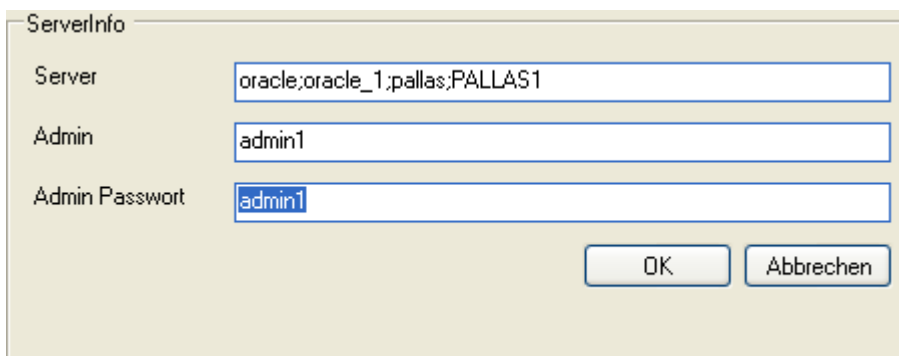 ServerInfo
Server oracle;oracle_1;pallas;PALLAS1
Admin admin1
Admin Passwort admin1
OK Abbrechen